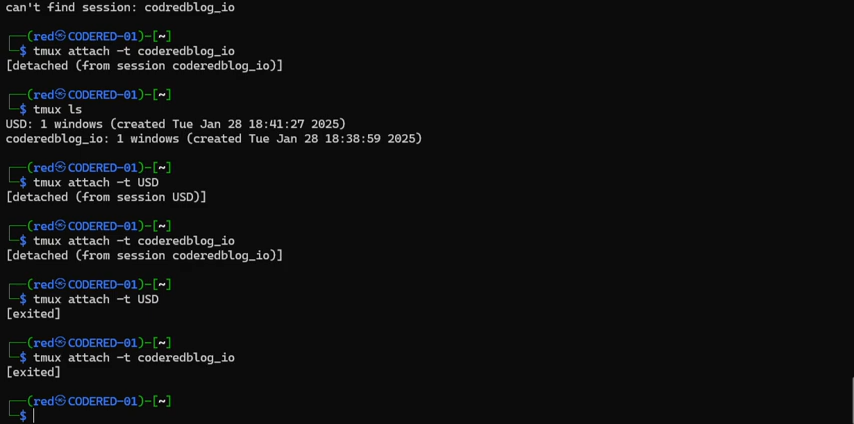 can't find session: codredblog_io
┌──(red㉿CODERED-01)-[~]
└─$ tmux attach -t coderedblog_io
[detached (from session coderedblog_io)]
┌──(red㉿CODERED-01)-[~]
└─$ tmux ls
USD: 1 windows (created Tue Jan 28 18:41:27 2025)
coderedblog_io: 1 windows (created Tue Jan 28 18:38:59 2025)
┌──(red㉿CODERED-01)-[~]
└─$ tmux attach -t USD
[detached (from session USD)]
┌──(red㉿CODERED-01)-[~]
└─$ tmux attach -t coderedblog_io
[detached (from session coderedblog_io)]
┌──(red㉿CODERED-01)-[~]
└─$ tmux attach -t USD
[exited]
┌──(red㉿CODERED-01)-[~]
└─$ tmux attach -t coderedblog_io
[exited]
┌──(red㉿CODERED-01)-[~]
└─$